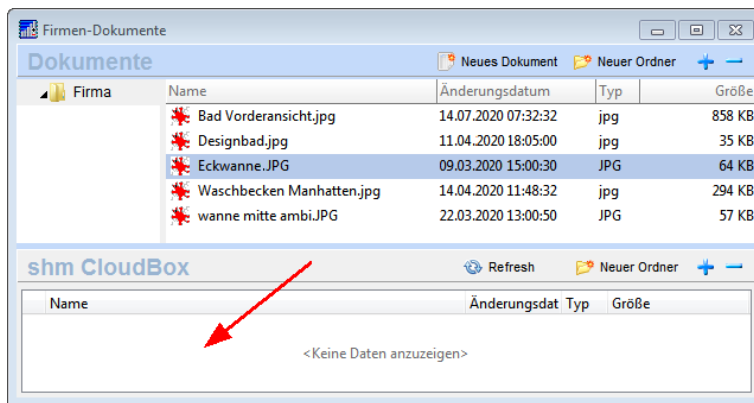 Firmen-Dokumente
Dokumente Neues Dokument Neuer Ordner
Firma Name Änderungsdatum Typ Größe
Bad Vorderansicht.jpg 14.07.2020 07:32:32 jpg 858 KB
Designbad.jpg 11.04.2020 18:05:00 jpg 35 KB
Eckwanne.JPG 09.03.2020 15:00:30 JPG 64 KB
Waschbecken Manhatten.jpg 14.04.2020 11:48:32 jpg 294 KB
wanne mitte ambi.JPG 22.03.2020 13:00:50 JPG 57 KB
shm CloudBox Refresh Neuer Ordner
Name Änderungsdat Typ Größe
<Keine Daten anzuzeigen>